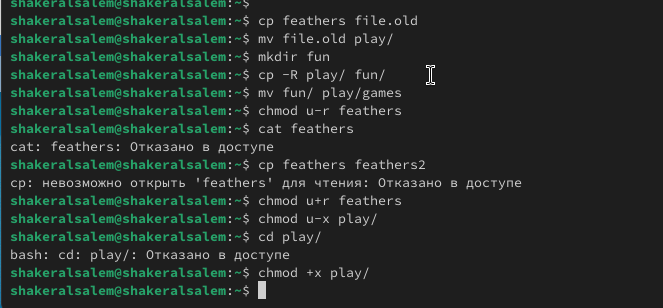 shakeralsalem@shakeralsalem:~$
shakeralsalem@shakeralsalem:~$ cp feathers file.old
shakeralsalem@shakeralsalem:~$ mv file.old play/
shakeralsalem@shakeralsalem:~$ mkdir fun
shakeralsalem@shakeralsalem:~$ cp -R play/ fun/
shakeralsalem@shakeralsalem:~$ mv fun/ play/games
shakeralsalem@shakeralsalem:~$ chmod u-r feathers
shakeralsalem@shakeralsalem:~$ cat feathers
cat: feathers: Отказано в доступе
shakeralsalem@shakeralsalem:~$ cp feathers feathers2
cp: невозможно открыть 'feathers' для чтения: Отказано в доступе
shakeralsalem@shakeralsalem:~$ chmod u+r feathers
shakeralsalem@shakeralsalem:~$ chmod u-x play/
shakeralsalem@shakeralsalem:~$ cd play/
bash: cd: play/: Отказано в доступе
shakeralsalem@shakeralsalem:~$ chmod +x play/
shakeralsalem@shakeralsalem:~$